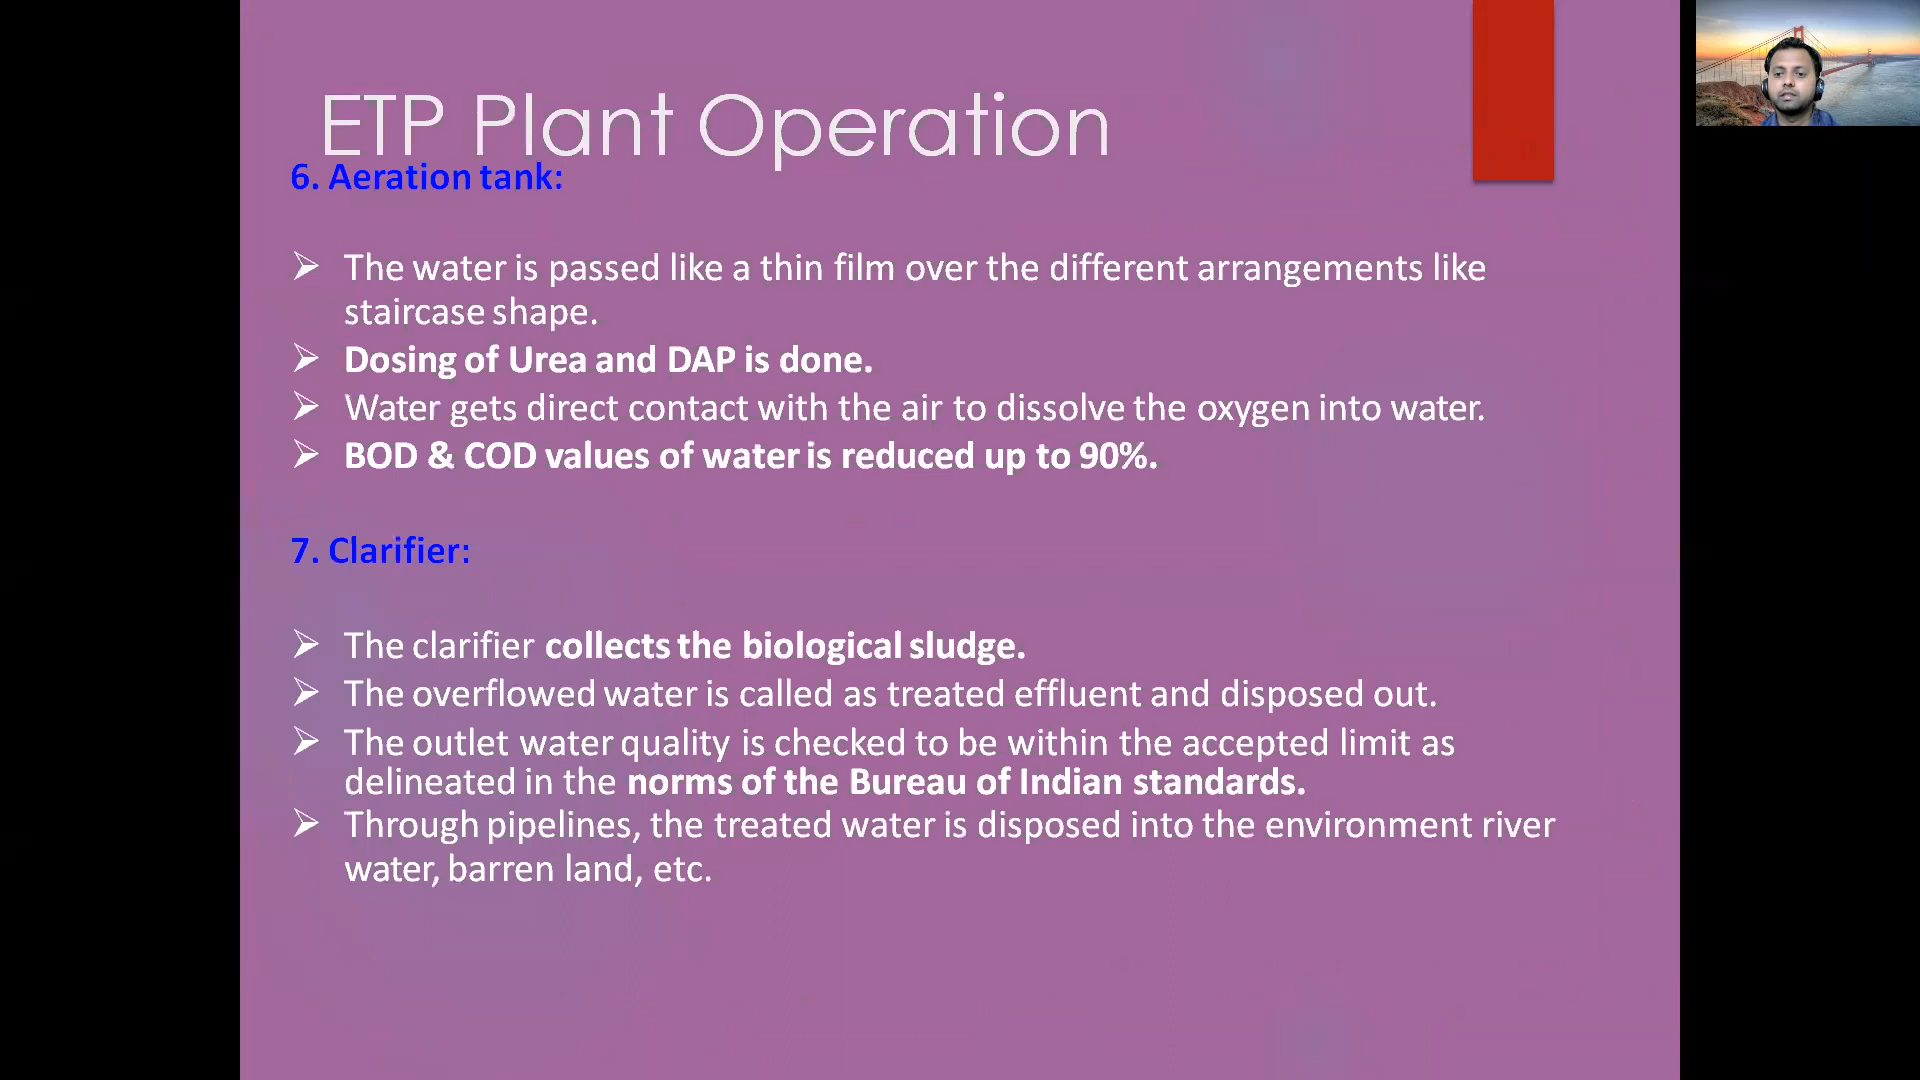 ETP Plant Operation
6. Aeration tank:
➢ The water is passed like a thin film over the different arrangements like
staircase shape.
➢ Dosing of Urea and DAP is done.
➢ Water gets direct contact with the air to dissolve the oxygen into water.
➢ BOD & COD values of water is reduced up to 90%.
7. Clarifier:
➢ The clarifier collects the biological sludge.
➢ The overflowed water is called as treated effluent and disposed out.
➢ The outlet water quality is checked to be within the accepted limit as
delineated in the norms of the Bureau of Indian standards.
➢ Through pipelines, the treated water is disposed into the environment river
water, barren land, etc.